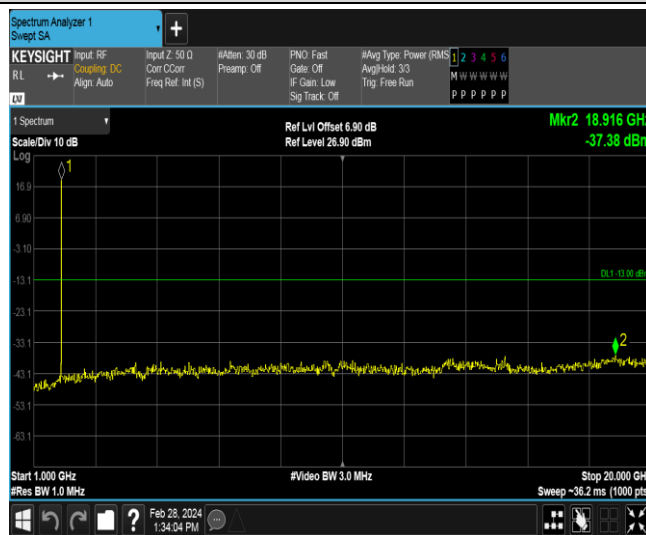 Spectrum Analyzer 1
Swept SA
+
KEYSIGHT
RL
LXI
Input: RF
Coupling: DC
Align: Auto
Input Z: 50 Ω
Corr CCorr
Freq Ref: Int (S)
#Atten: 30 dB
Preamp: Off
PNO: Fast
Gate: Off
IF Gain: Low
Sig Track: Off
#Avg Type: Power (RMS
Avg|Hold: 3/3
Trig: Free Run
1 2 3 4 5 6
M W W W W W
P P P P P P
1 Spectrum
Scale/Div 10 dB
Log
Ref Lvl Offset 6.90 dB
Ref Level 26.90 dBm
Mkr2 18.916 GH
-37.38 dBm
1
16.9
6.90
-3.10
-13.1
DL1 -13.00 dB
-23.1
-33.1
2
-43.1
-53.1
-63.1
Start 1.000 GHz
#Res BW 1.0 MHz
#Video BW 3.0 MHz
Stop 20.000 GH
Sweep ~36.2 ms (1000 pts
?
Feb 28, 2024
1:34:04 PM